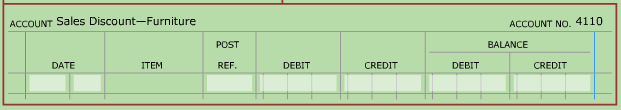 ACCOUNT Sales Discount—Furniture ACCOUNT NO. 4110
POST BALANCE
DATE ITEM REF. DEBIT CREDIT DEBIT CREDIT